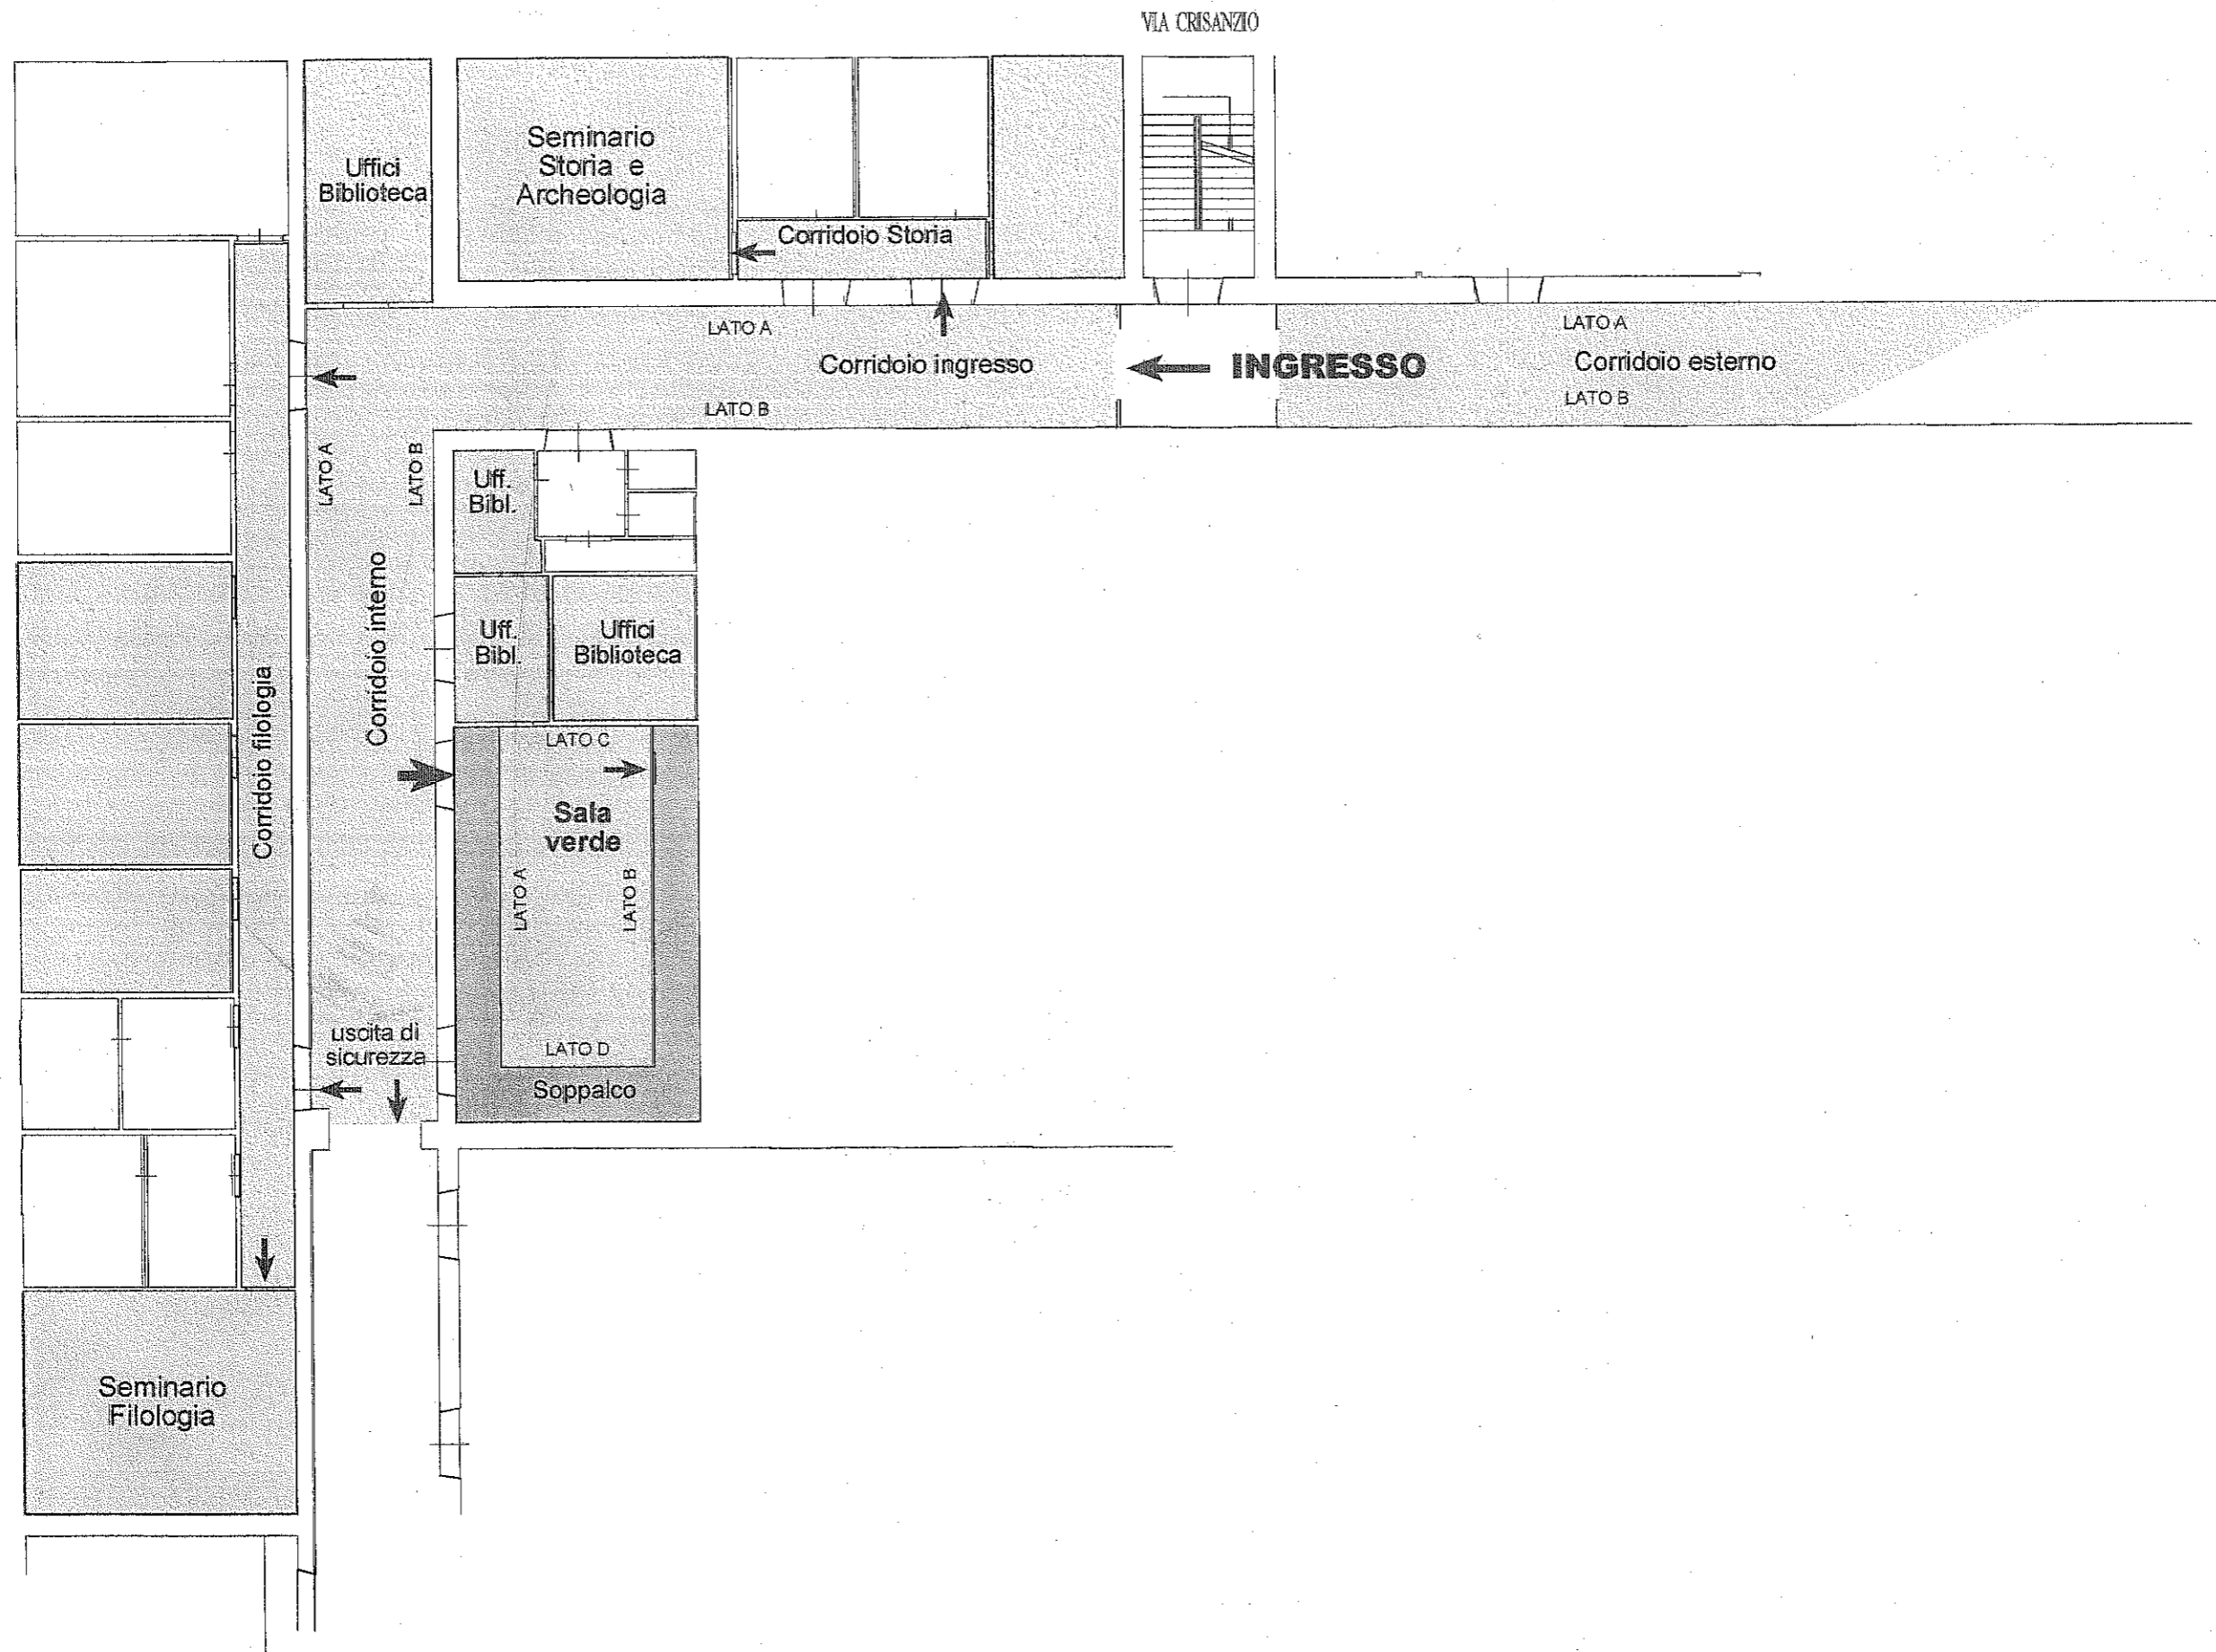 VIA CRISANZIO
Uffici
Biblioteca
Seminario
Storia e
Archeologia
Corridoio Storia
LATO A
Corridoio ingresso
LATO B
INGRESSO
LATO A
Corridoio esterno
LATO B
LATO A
LATO B
Corridoio interno
Corridoio filologia
Uff.
Bibl.
Uff.
Bibl.
Uffici
Biblioteca
LATO C
Sala
verde
LATO A
LATO B
LATO D
Soppalco
uscita di
sicurezza
Seminario
Filologia